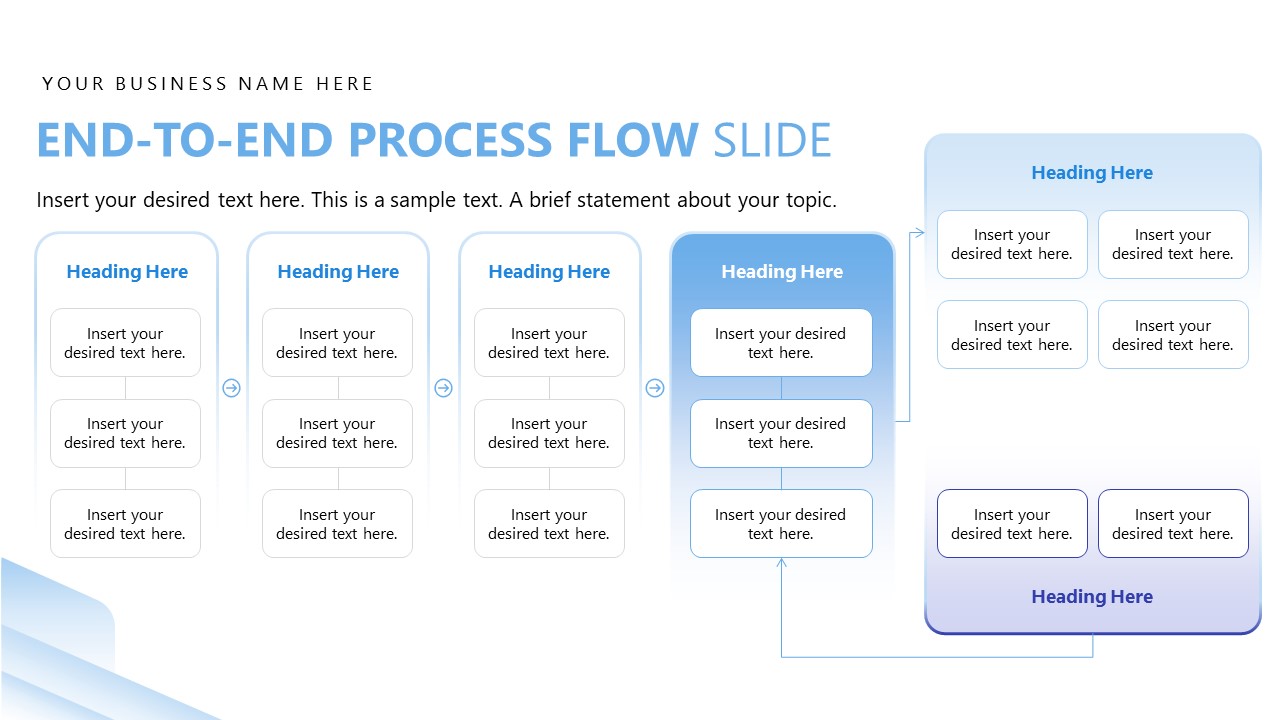 YOUR BUSINESS NAME HERE
END-TO-END PROCESS FLOW SLIDE
Insert your desired text here. This is a sample text. A brief statement about your topic.
Heading Here
Insert your
desired text here.
Insert your
desired text here.
Insert your
desired text here.
Heading Here
Insert your
desired text here.
Insert your
desired text here.
Insert your
desired text here.
Heading Here
Insert your
desired text here.
Insert your
desired text here.
Insert your
desired text here.
Heading Here
Insert your desired
text here.
Insert your desired
text here.
Insert your desired
text here.
Heading Here
Insert your
desired text here.
Insert your
desired text here.
Insert your
desired text here.
Insert your
desired text here.
Insert your
desired text here.
Insert your
desired text here.
Heading Here